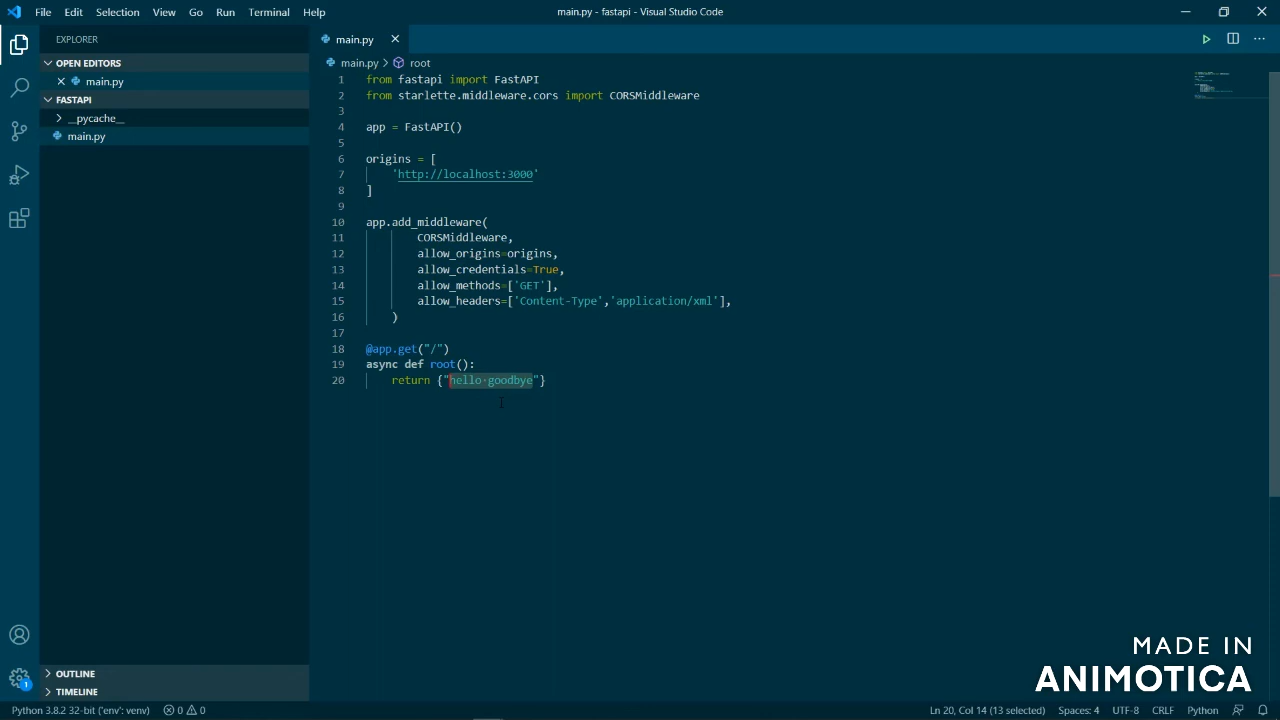 File Edit Selection View Go Run Terminal Help
main.py - fastapi - Visual Studio Code
EXPLORER
OPEN EDITORS
main.py
FASTAPI
__pycache__
main.py
OUTLINE
TIMELINE
main.py
main.py > root
1 from fastapi import FastAPI
2 from starlette.middleware.cors import CORSMiddleware
3
4 app = FastAPI()
5
6 origins = [
7 'http://localhost:3000'
8 ]
9
10 app.add_middleware(
11 CORSMiddleware,
12 allow_origins=origins,
13 allow_credentials=True,
14 allow_methods=['GET'],
15 allow_headers=['Content-Type','application/xml'],
16 )
17
18 @app.get("/")
19 async def root():
20 return {"hello·goodbye"}
MADE IN
ANIMOTICA
1
Python 3.8.2 32-bit ('env': venv) 0 0 Ln 20, Col 14 (13 selected) Spaces: 4 UTF-8 CRLF Python